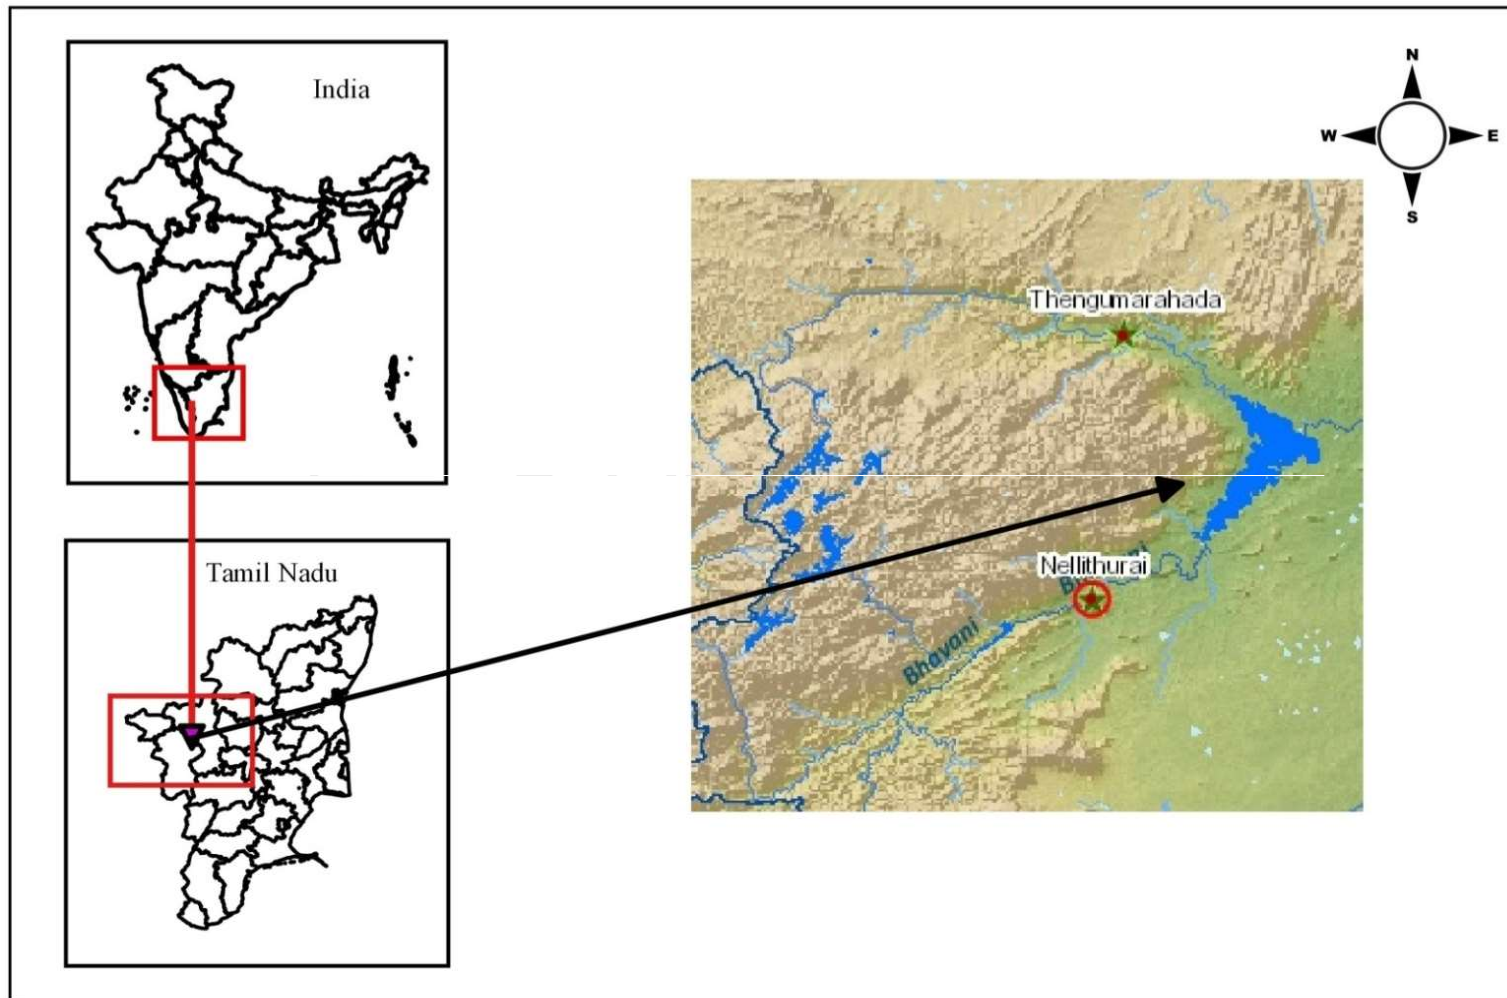 India
N
W
E
S
Thengumarahada
Nellithurai
Bhavani
Tamil Nadu